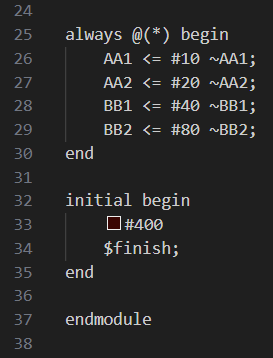 24
25 always @(*) begin
26 AA1 <= #10 ~AA1;
27 AA2 <= #20 ~AA2;
28 BB1 <= #40 ~BB1;
29 BB2 <= #80 ~BB2;
30 end
31
32 initial begin
33 #400
34 $finish;
35 end
36
37 endmodule
38